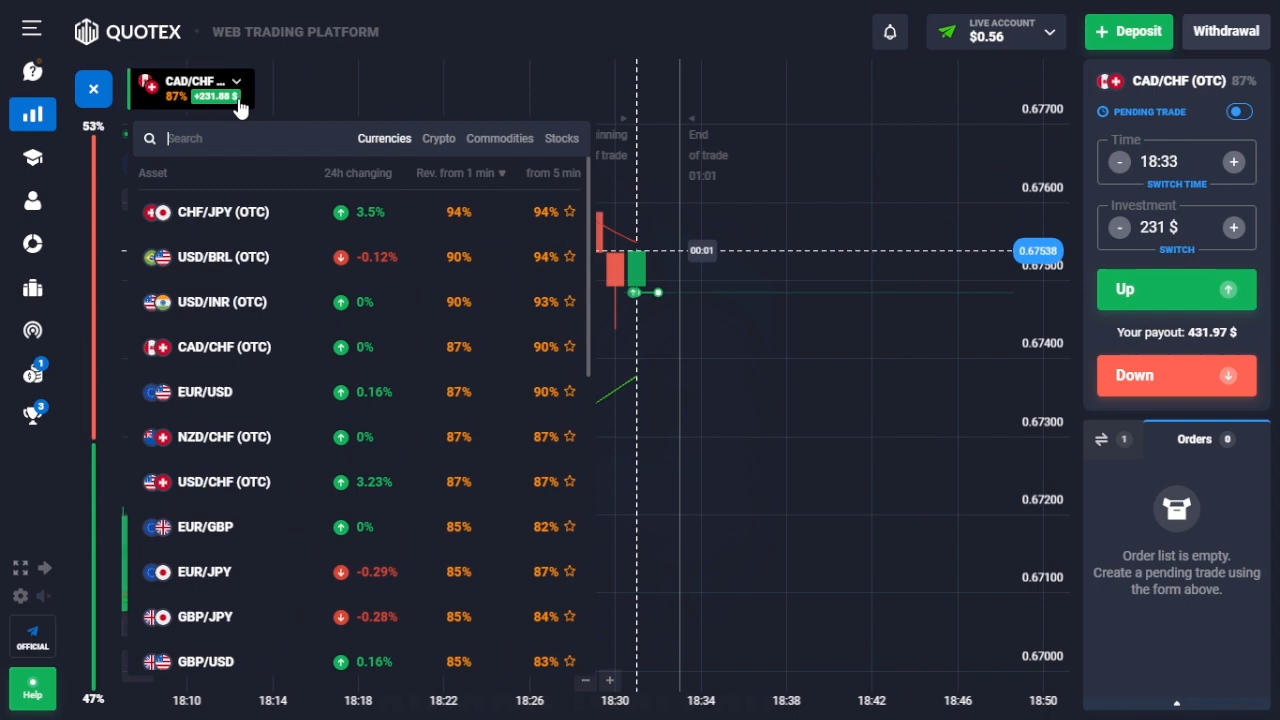 QUOTEX
WEB TRADING PLATFORM
LIVE ACCOUNT
$0.56
Deposit
Withdrawal
CAD/CHF ...
87% +231.88 $
53%
47%
Search
Currencies Crypto Commodities Stocks
Asset 24h changing Rev. from 1 min ▼ from 5 min
CHF/JPY (OTC) 3.5% 94% 94%
USD/BRL (OTC) -0.12% 90% 94%
USD/INR (OTC) 0% 90% 93%
CAD/CHF (OTC) 0% 87% 90%
EUR/USD 0.16% 87% 90%
NZD/CHF (OTC) 0% 87% 87%
USD/CHF (OTC) 3.23% 87% 87%
EUR/GBP 0% 85% 82%
EUR/JPY -0.29% 85% 87%
GBP/JPY -0.28% 85% 84%
GBP/USD 0.16% 85% 83%
inning
f trade
End
of trade
01:01
00:01
0.67700
0.67600
0.67538
0.67500
0.67400
0.67300
0.67200
0.67100
0.67000
18:10 18:14 18:18 18:22 18:26 18:30 18:34 18:38 18:42 18:46 18:50
CAD/CHF (OTC) 87%
PENDING TRADE
Time
- 18:33 +
SWITCH TIME
Investment
- 231 $ +
SWITCH
Up
Your payout: 431.97 $
Down
1
Orders 0
Order list is empty.
Create a pending trade using
the form above.
1
3
OFFICIAL
Help